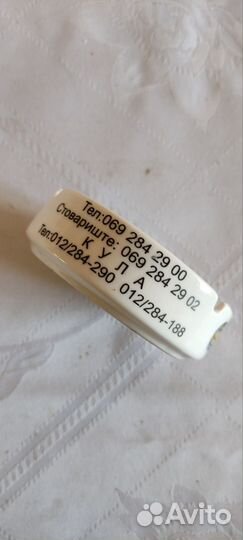 Тел:069 284 29 00
Стовариште: 069 284 29 02
К У Л А
Тел:012/284-290, 012/284-188
Avito